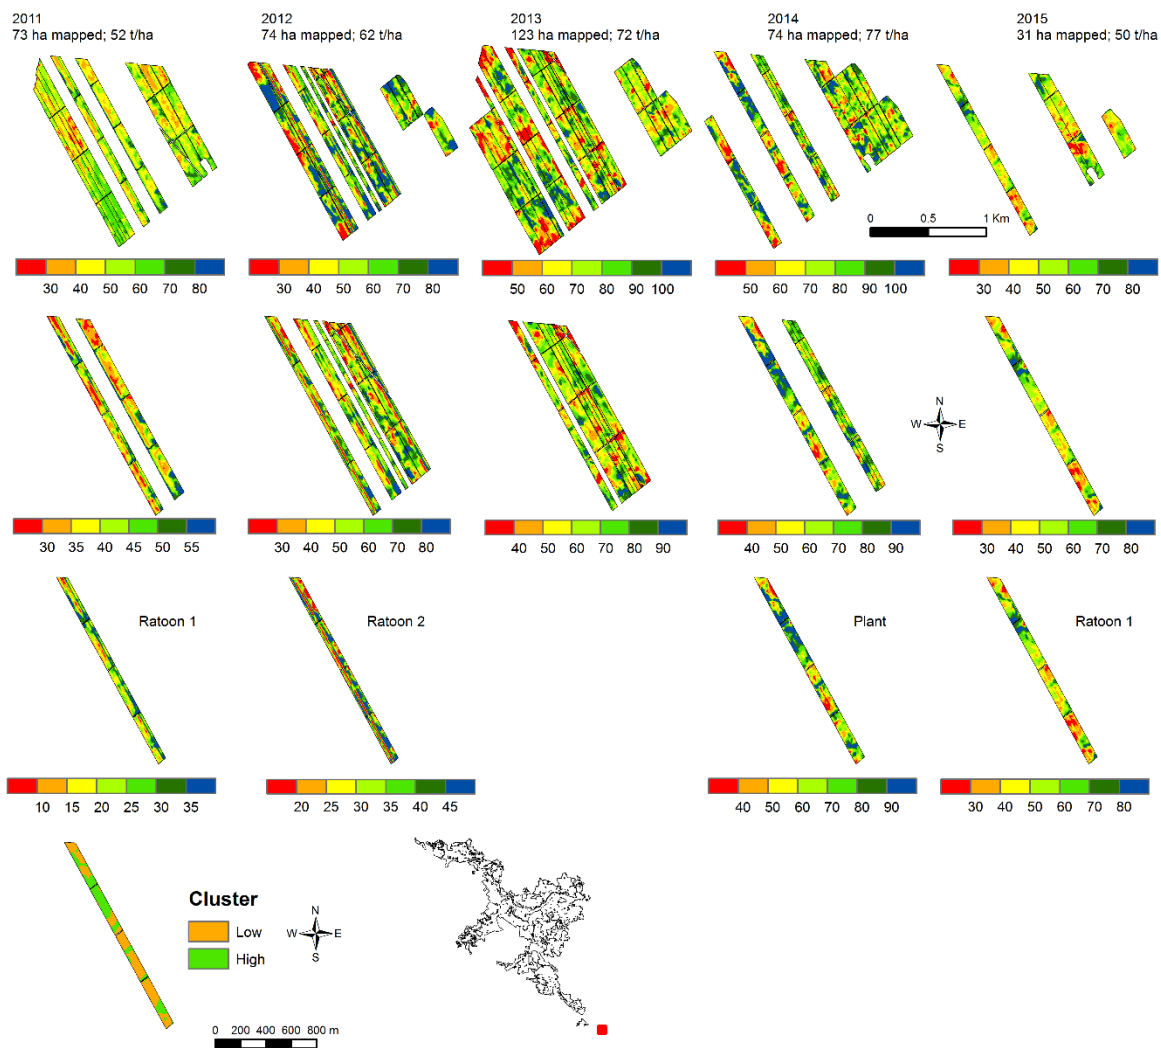 2011
73 ha mapped; 52 t/ha
2012
74 ha mapped; 62 t/ha
2013
123 ha mapped; 72 t/ha
2014
74 ha mapped; 77 t/ha
2015
31 ha mapped; 50 t/ha
0 0.5 1 Km
30 40 50 60 70 80
30 40 50 60 70 80
50 60 70 80 90 100
50 60 70 80 90 100
30 40 50 60 70 80
N
W E
S
30 35 40 45 50 55
30 40 50 60 70 80
40 50 60 70 80 90
40 50 60 70 80 90
30 40 50 60 70 80
Ratoon 1
Ratoon 2
Plant
Ratoon 1
10 15 20 25 30 35
20 25 30 35 40 45
40 50 60 70 80 90
30 40 50 60 70 80
Cluster
Low
High
N
W E
S
0 200 400 600 800 m